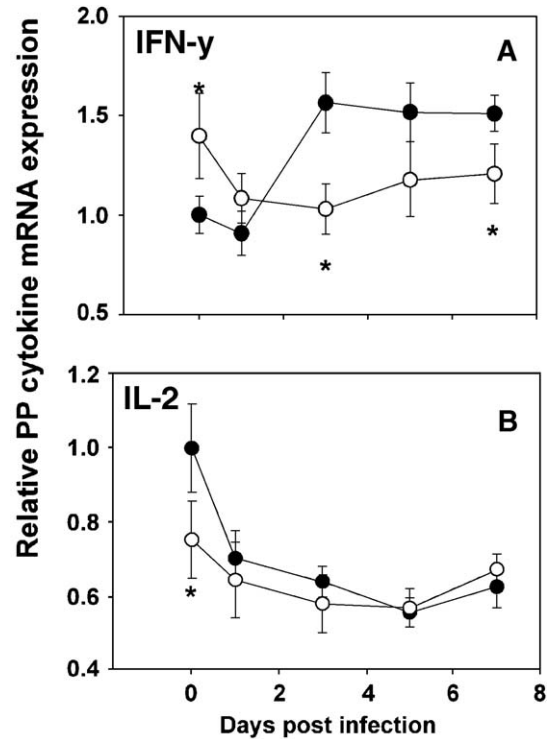 Relative PP cytokine mRNA expression
2.0
1.5
1.0
0.5
IFN-y
A
*
*
*
1.2
1.0
0.8
0.6
0.4
IL-2
B
*
0 2 4 6 8
Days post infection